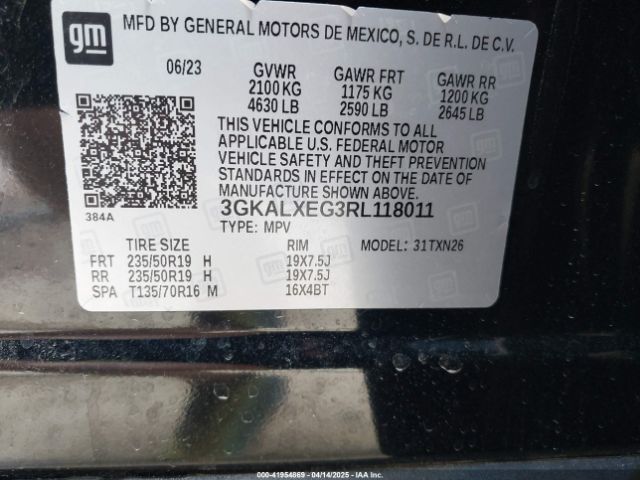 gm
MFD BY GENERAL MOTORS DE MEXICO, S. DE R.L. DE C.V.
06/23 GVWR GAWR FRT GAWR RR
2100 KG 1175 KG 1200 KG
4630 LB 2590 LB 2645 LB
THIS VEHICLE CONFORMS TO ALL
APPLICABLE U.S. FEDERAL MOTOR
VEHICLE SAFETY AND THEFT PREVENTION
STANDARDS IN EFFECT ON THE DATE OF
MANUFACTURE SHOWN ABOVE.
384A
3GKALXEG3RL118011
TYPE: MPV
TIRE SIZE RIM MODEL: 31TXN26
FRT 235/50R19 H 19X7.5J
RR 235/50R19 H 19X7.5J
SPA T135/70R16 M 16X4BT
000-41954869 04/14/2025 © IAA Holdings, LLC